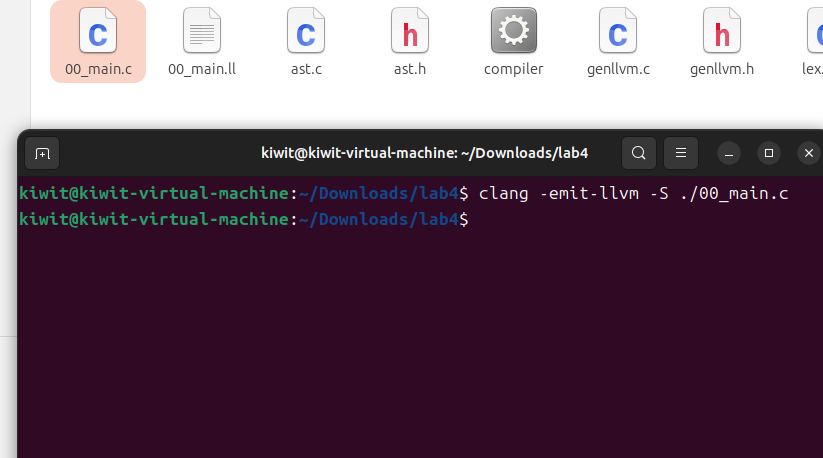 00_main.c 00_main.ll ast.c ast.h compiler genllvm.c genllvm.h lex.
kiwit@kiwit-virtual-machine: ~/Downloads/lab4
kiwit@kiwit-virtual-machine:~/Downloads/lab4$ clang -emit-llvm -S ./00_main.c
kiwit@kiwit-virtual-machine:~/Downloads/lab4$